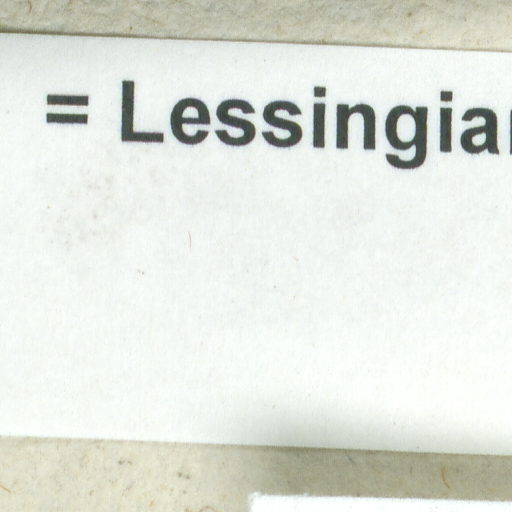 = Lessingia